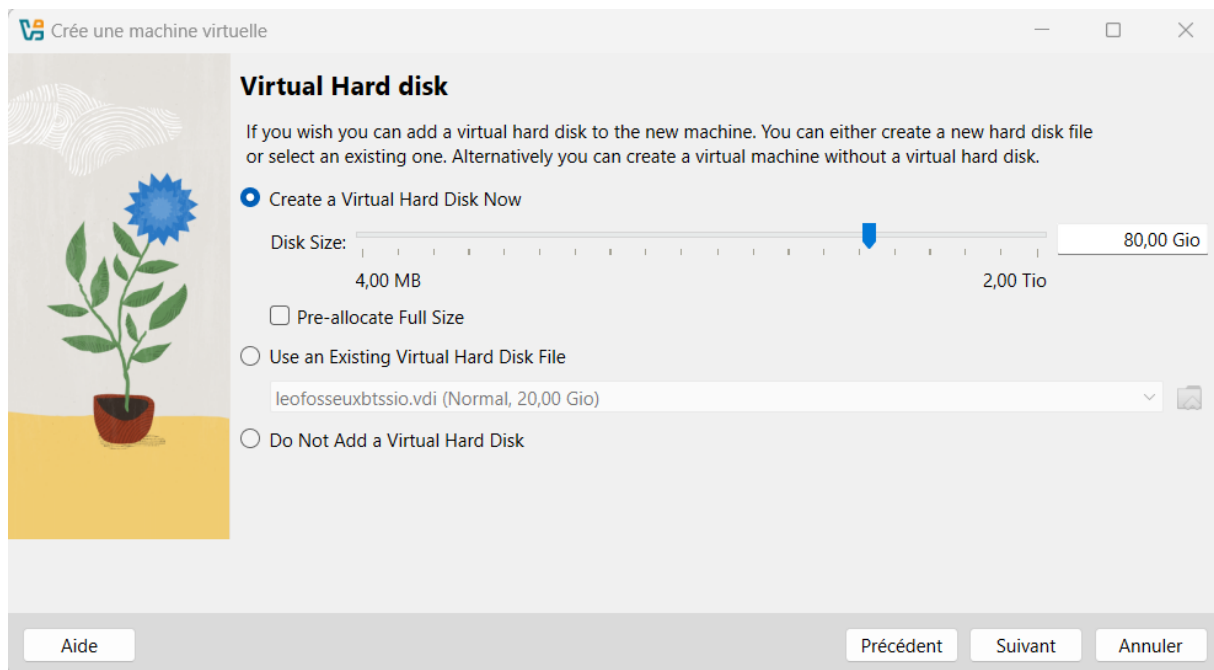 Crée une machine virtuelle
Virtual Hard disk
If you wish you can add a virtual hard disk to the new machine. You can either create a new hard disk file
or select an existing one. Alternatively you can create a virtual machine without a virtual hard disk.
Create a Virtual Hard Disk Now
Disk Size: 80,00 Gio
4,00 MB 2,00 Tio
Pre-allocate Full Size
Use an Existing Virtual Hard Disk File
leofosseuxbtssio.vdi (Normal, 20,00 Gio)
Do Not Add a Virtual Hard Disk
Aide Précédent Suivant Annuler